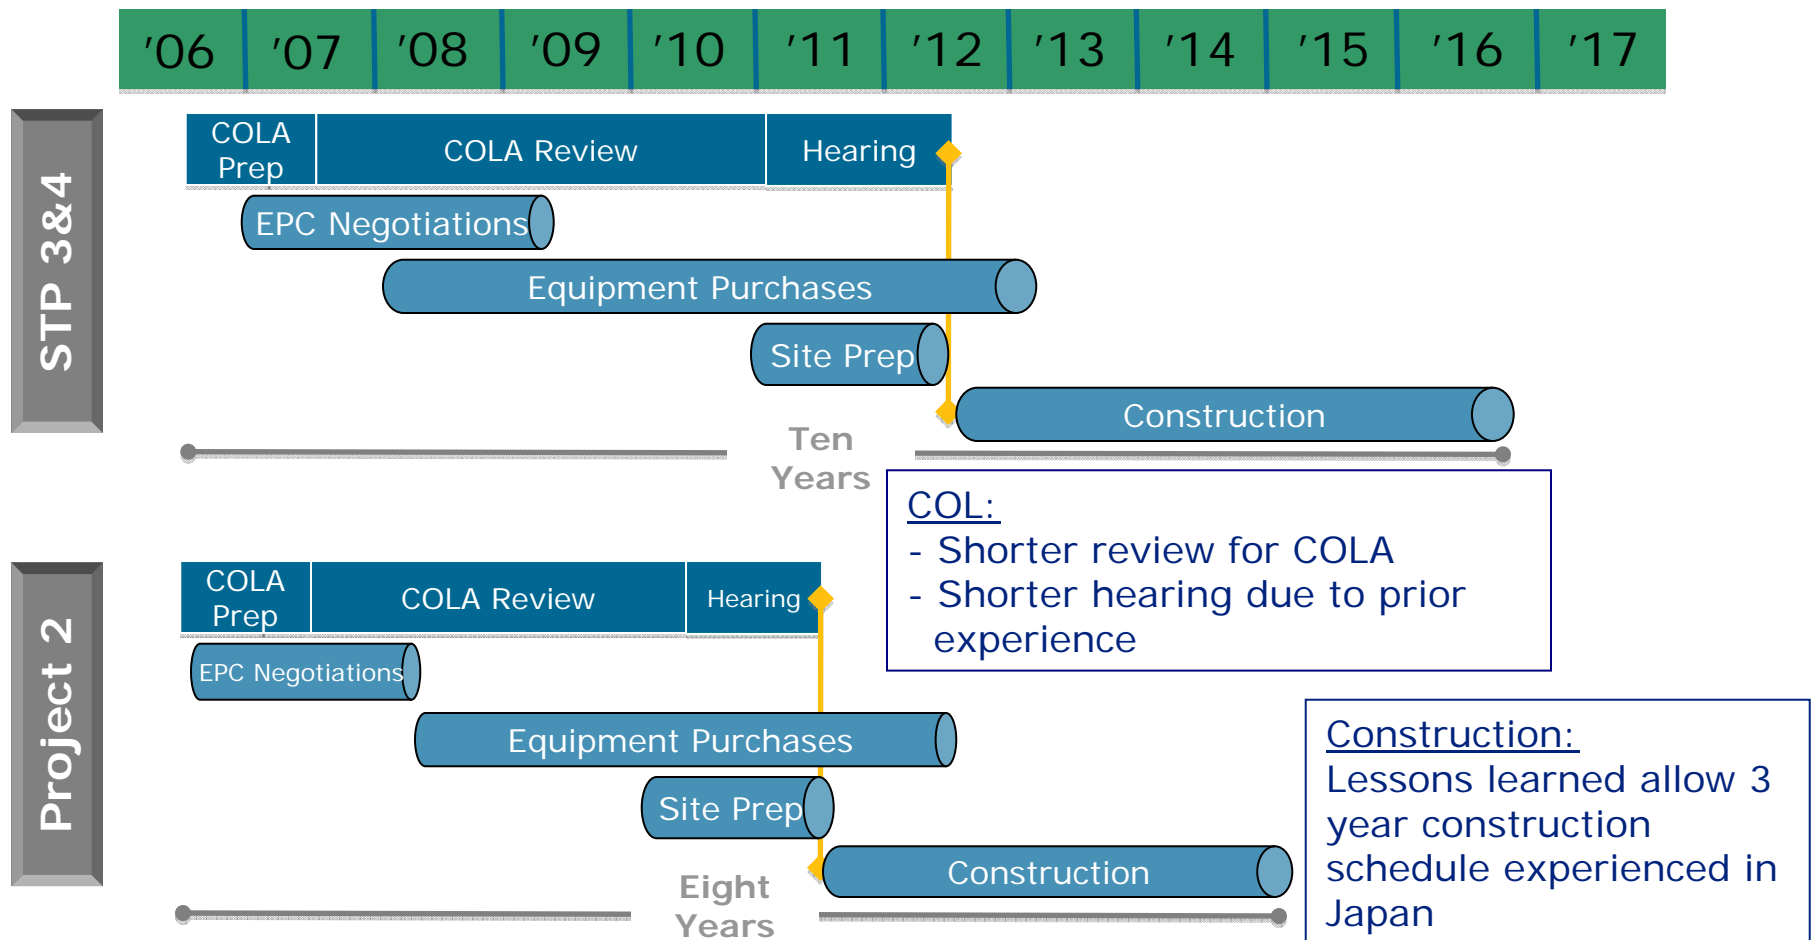 '06 '07 '08 '09 '10 '11 '12 '13 '14 '15 '16 '17
STP 3&4
COLA
Prep
COLA Review
Hearing
EPC Negotiations
Equipment Purchases
Site Prep
Construction
Ten
Years
COL:
- Shorter review for COLA
- Shorter hearing due to prior
experience
Project 2
COLA
Prep
COLA Review
Hearing
EPC Negotiations
Equipment Purchases
Site Prep
Construction
Eight
Years
Construction:
Lessons learned allow 3
year construction
schedule experienced in
Japan